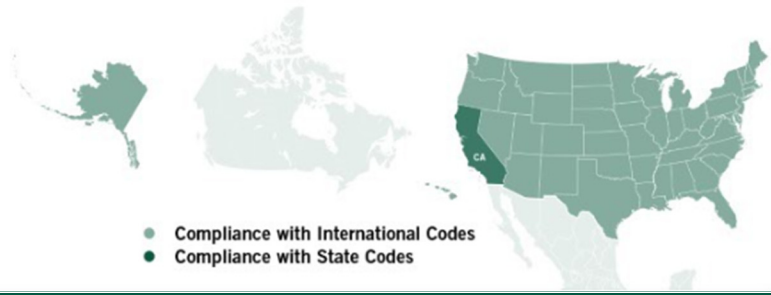 CA
Compliance with International Codes
Compliance with State Codes